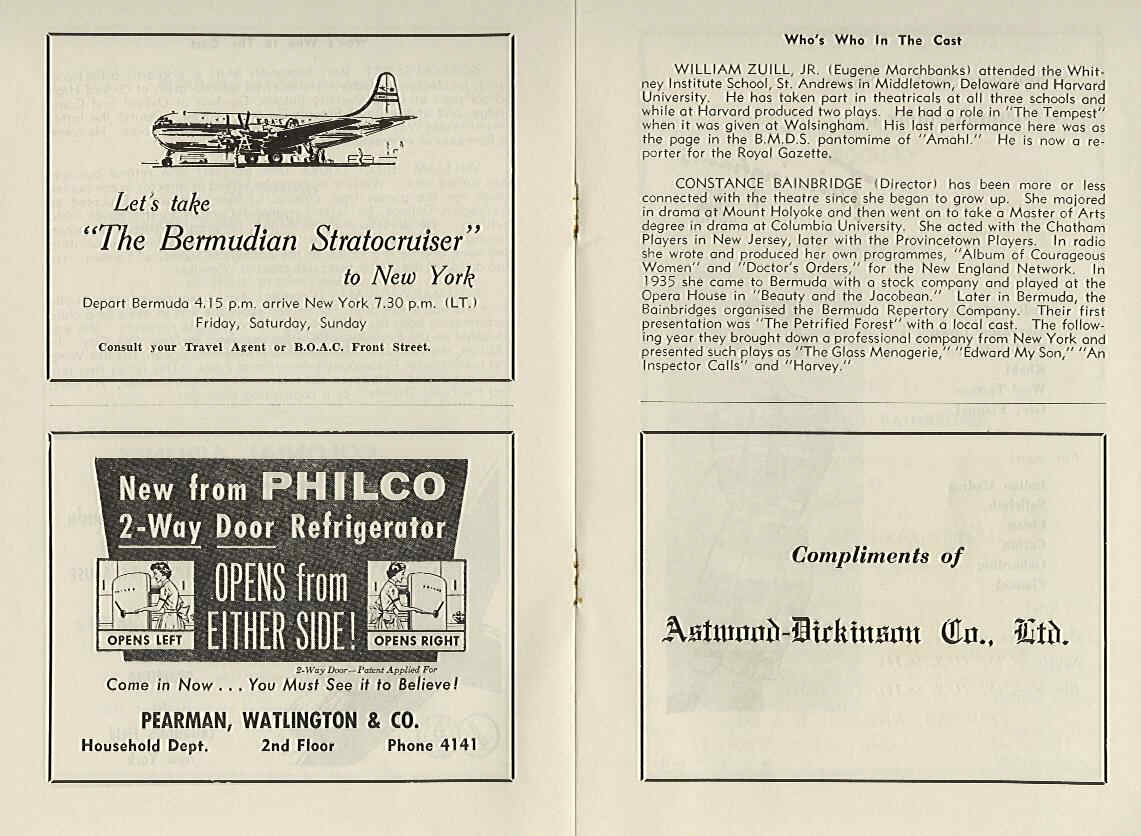 Let's take
"The Bermudian Stratocruiser"
to New York
Depart Bermuda 4.15 p.m. arrive New York 7.30 p.m. (LT.)
Friday, Saturday, Sunday
Consult your Travel Agent or B.O.A.C. Front Street.
New from PHILCO
2-Way Door Refrigerator
OPENS from
EITHER SIDE!
OPENS LEFT
OPENS RIGHT
2-Way Door—Patent Applied For
Come in Now . . . You Must See it to Believe!
PEARMAN, WATLINGTON & CO.
Household Dept. 2nd Floor Phone 4141
Who's Who In The Cast
WILLIAM ZUILL, JR. (Eugene Marchbanks) attended the Whit-
ney Institute School, St. Andrews in Middletown, Delaware and Harvard
University. He has taken part in theatricals at all three schools and
while at Harvard produced two plays. He had a role in "The Tempest"
when it was given at Walsingham. His last performance here was as
the page in the B.M.D.S. pantomime of "Amahl." He is now a re-
porter for the Royal Gazette.
CONSTANCE BAINBRIDGE (Director) has been more or less
connected with the theatre since she began to grow up. She majored
in drama at Mount Holyoke and then went on to take a Master of Arts
degree in drama at Columbia University. She acted with the Chatham
Players in New Jersey, later with the Provincetown Players. In radio
she wrote and produced her own programmes, "Album of Courageous
Women" and "Doctor's Orders," for the New England Network. In
1935 she came to Bermuda with a stock company and played at the
Opera House in "Beauty and the Jacobean." Later in Bermuda, the
Bainbridges organised the Bermuda Repertory Company. Their first
presentation was "The Petrified Forest" with a local cast. The follow-
ing year they brought down a professional company from New York and
presented such plays as "The Glass Menagerie," "Edward My Son," "An
Inspector Calls" and "Harvey."
Compliments of
Astwood-Dickinson Co., Ltd.